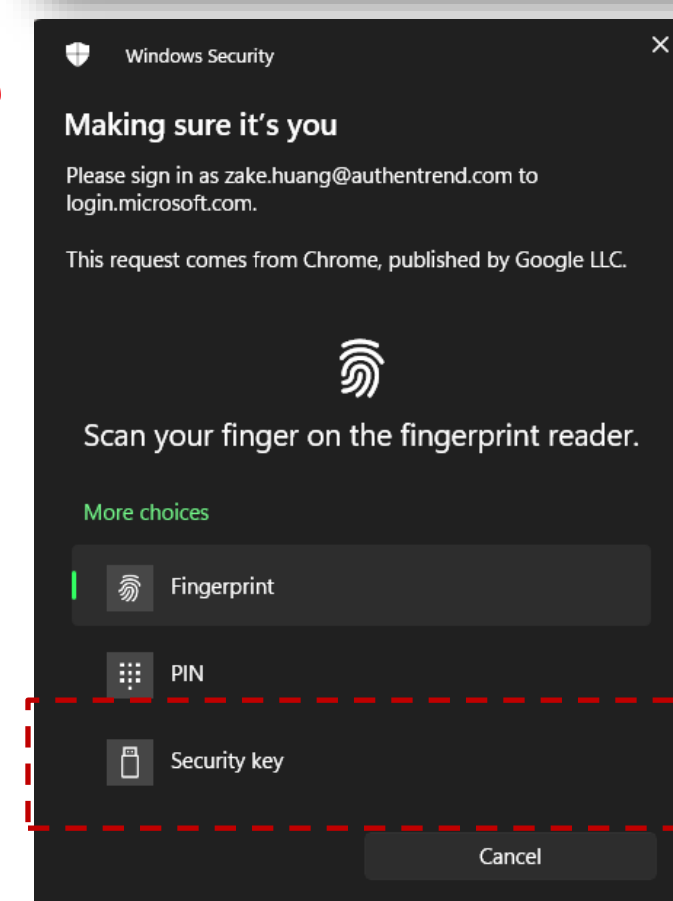 Windows Security
Making sure it’s you
Please sign in as zake.huang@authentrend.com to
login.microsoft.com.
This request comes from Chrome, published by Google LLC.
Scan your finger on the fingerprint reader.
More choices
Fingerprint
PIN
Security key
Cancel